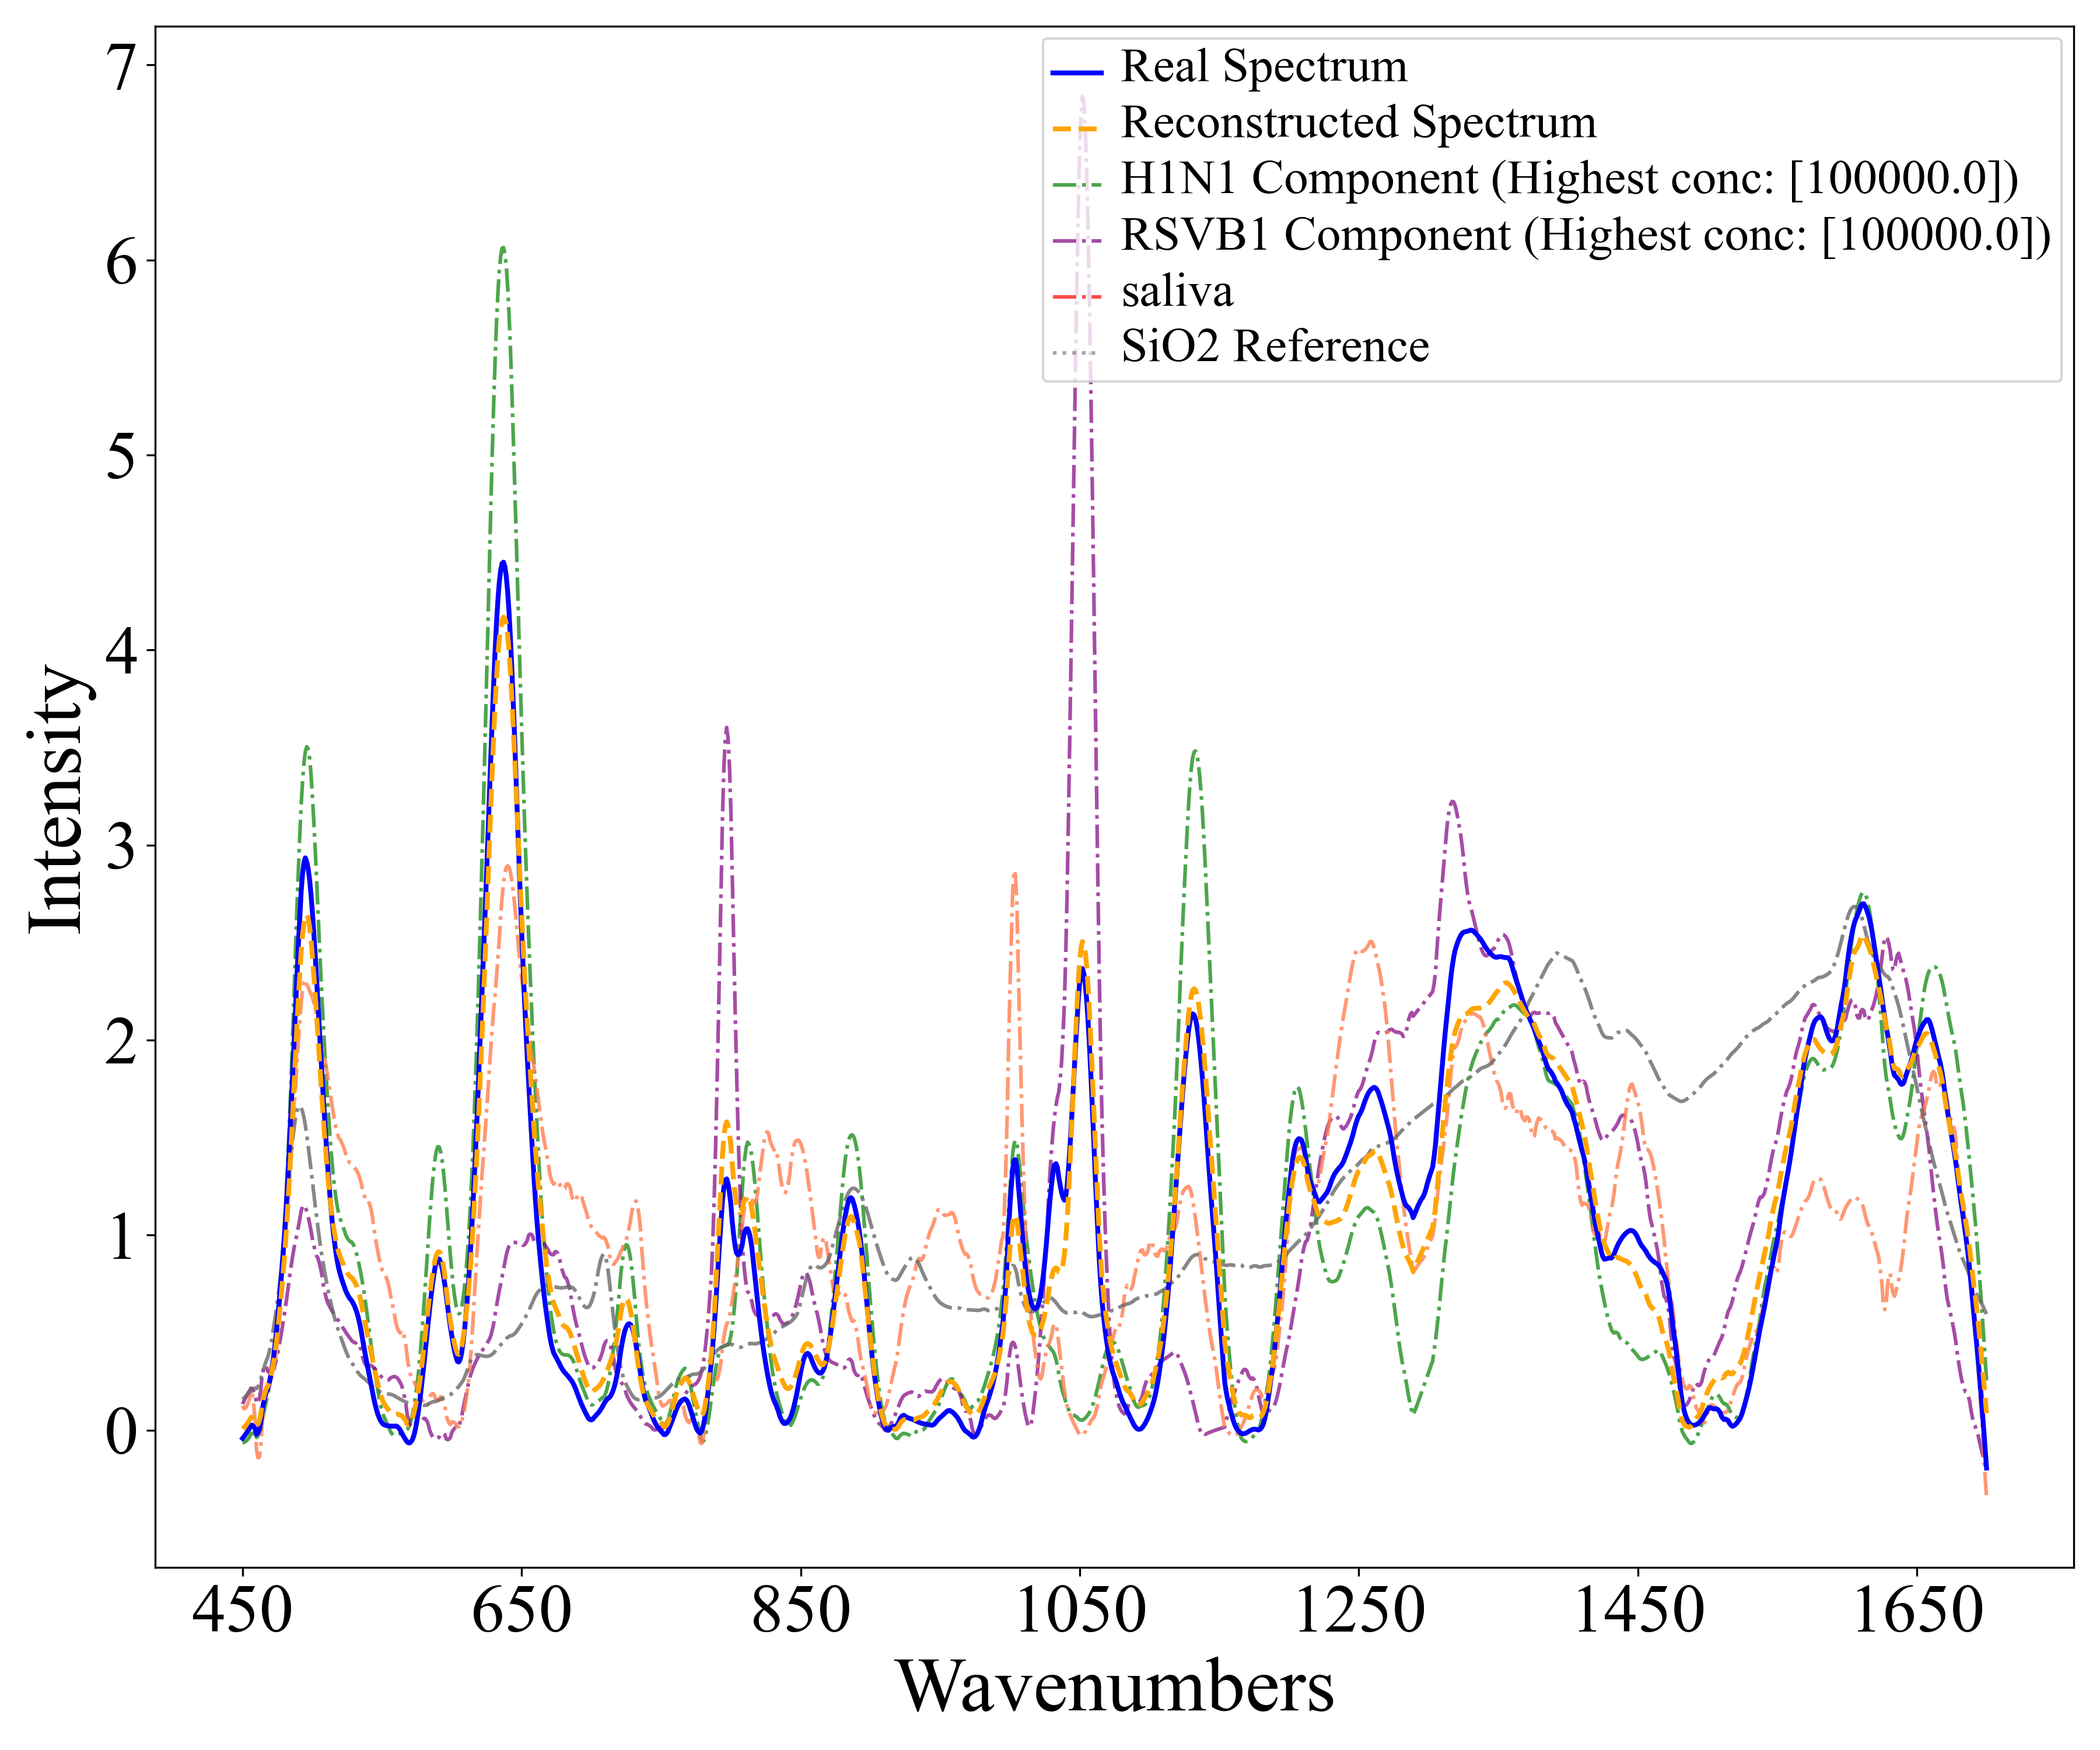 7
6
5
4
3
2
1
0
Intensity
Real Spectrum
Reconstructed Spectrum
H1N1 Component (Highest conc: [100000.0])
RSVB1 Component (Highest conc: [100000.0])
saliva
SiO2 Reference
450 650 850 1050 1250 1450 1650
Wavenumbers